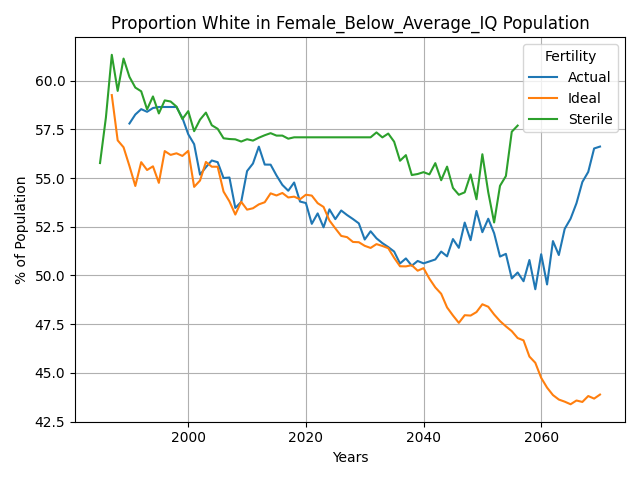 Proportion White in Female_Below_Average_IQ Population
Fertility
Actual
Ideal
Sterile
% of Population
60.0
57.5
55.0
52.5
50.0
47.5
45.0
42.5
2000
2020
2040
2060
Years